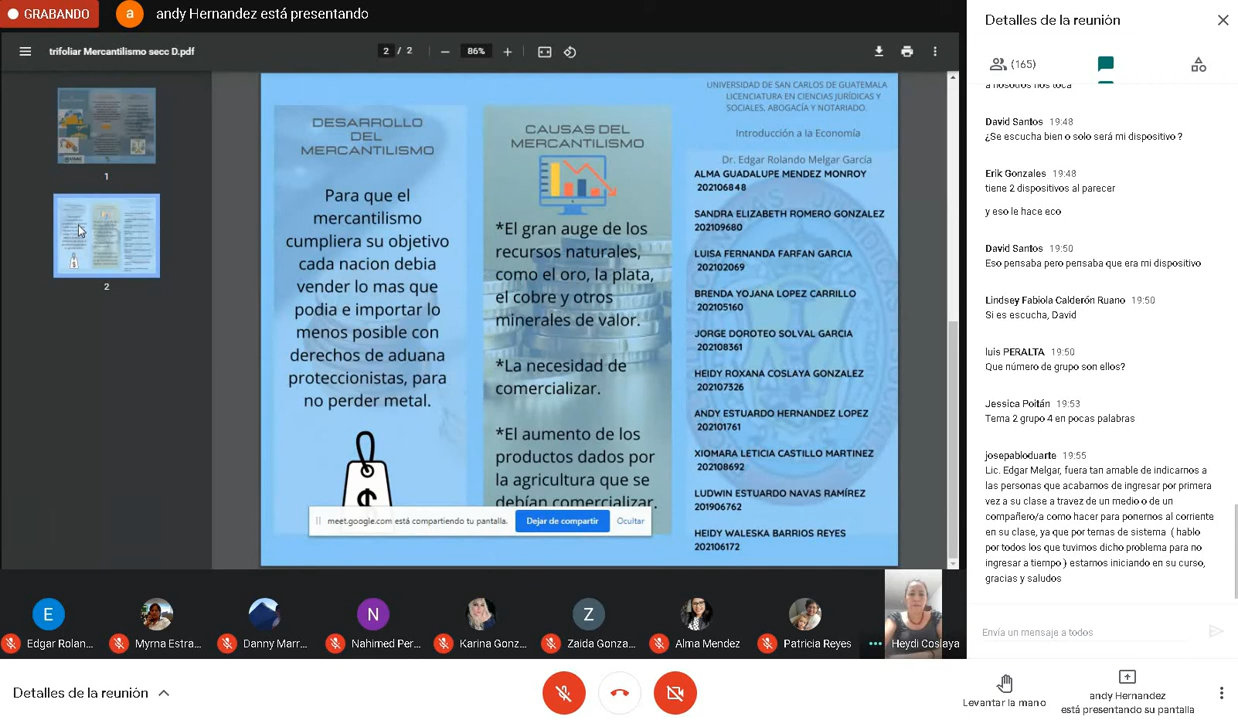 GRABANDO
a
andy Hernandez está presentando
trifoliar Mercantilismo secc D.pdf
2 / 2
86%
1
2
DESARROLLO
DEL
MERCANTILISMO
Para que el
mercantilismo
cumpliera su objetivo
cada nacion debia
vender lo mas que
podia e importar lo
menos posible con
derechos de aduana
proteccionistas, para
no perder metal.
CAUSAS DEL
MERCANTILISMO
*El gran auge de los
recursos naturales,
como el oro, la plata,
el cobre y otros
minerales de valor.
*La necesidad de
comercializar.
*El aumento de los
productos dados por
la agricultura que se
debían comercializar.
UNIVERSIDAD DE SAN CARLOS DE GUATEMALA
LICENCIATURA EN CIENCIAS JURÍDICAS Y
SOCIALES, ABOGACÍA Y NOTARIADO.
Introducción a la Economía
Dr. Edgar Rolando Melgar García
ALMA GUADALUPE MENDEZ MONROY
202106848
SANDRA ELIZABETH ROMERO GONZALEZ
202109680
LUISA FERNANDA FARFAN GARCIA
202102069
BRENDA YOJANA LOPEZ CARRILLO
202105160
JORGE DOROTEO SOLVAL GARCIA
202108361
HEIDY ROXANA COSLAYA GONZALEZ
202107326
ANDY ESTUARDO HERNANDEZ LOPEZ
202101761
XIOMARA LETICIA CASTILLO MARTINEZ
202108692
LUDWIN ESTUARDO NAVAS RAMÍREZ
201906762
HEIDY WALESKA BARRIOS REYES
202106172
meet.google.com está compartiendo tu pantalla.
Dejar de compartir
Ocultar
E
N
Z
Edgar Rolan...
Myrna Estra...
Danny Marr...
Nahimed Per...
Karina Gonz...
Zaida Gonza...
Alma Mendez
Patricia Reyes
Heydi Coslaya
Detalles de la reunión
Detalles de la reunión
(165)
a nosotros nos toca
David Santos 19:48
¿Se escucha bien o solo será mi dispositivo ?
Erik Gonzales 19:48
tiene 2 dispositivos al parecer
y eso le hace eco
David Santos 19:50
Eso pensaba pero pensaba que era mi dispositivo
Lindsey Fabiola Calderón Ruano 19:50
Si es escucha, David
luis PERALTA 19:50
Que número de grupo son ellos?
Jessica Poitán 19:53
Tema 2 grupo 4 en pocas palabras
josepabloduarte 19:55
Lic. Edgar Melgar, fuera tan amable de indicarnos a
las personas que acabamos de ingresar por primera
vez a su clase a travez de un medio o de un
compañero/a como hacer para ponernos al corriente
en su clase, ya que por temas de sistema ( hablo
por todos los que tuvimos dicho problema para no
ingresar a tiempo ) estamos iniciando en su curso,
gracias y saludos
Envía un mensaje a todos
Levantar la mano
andy Hernandez
está presentando su pantalla